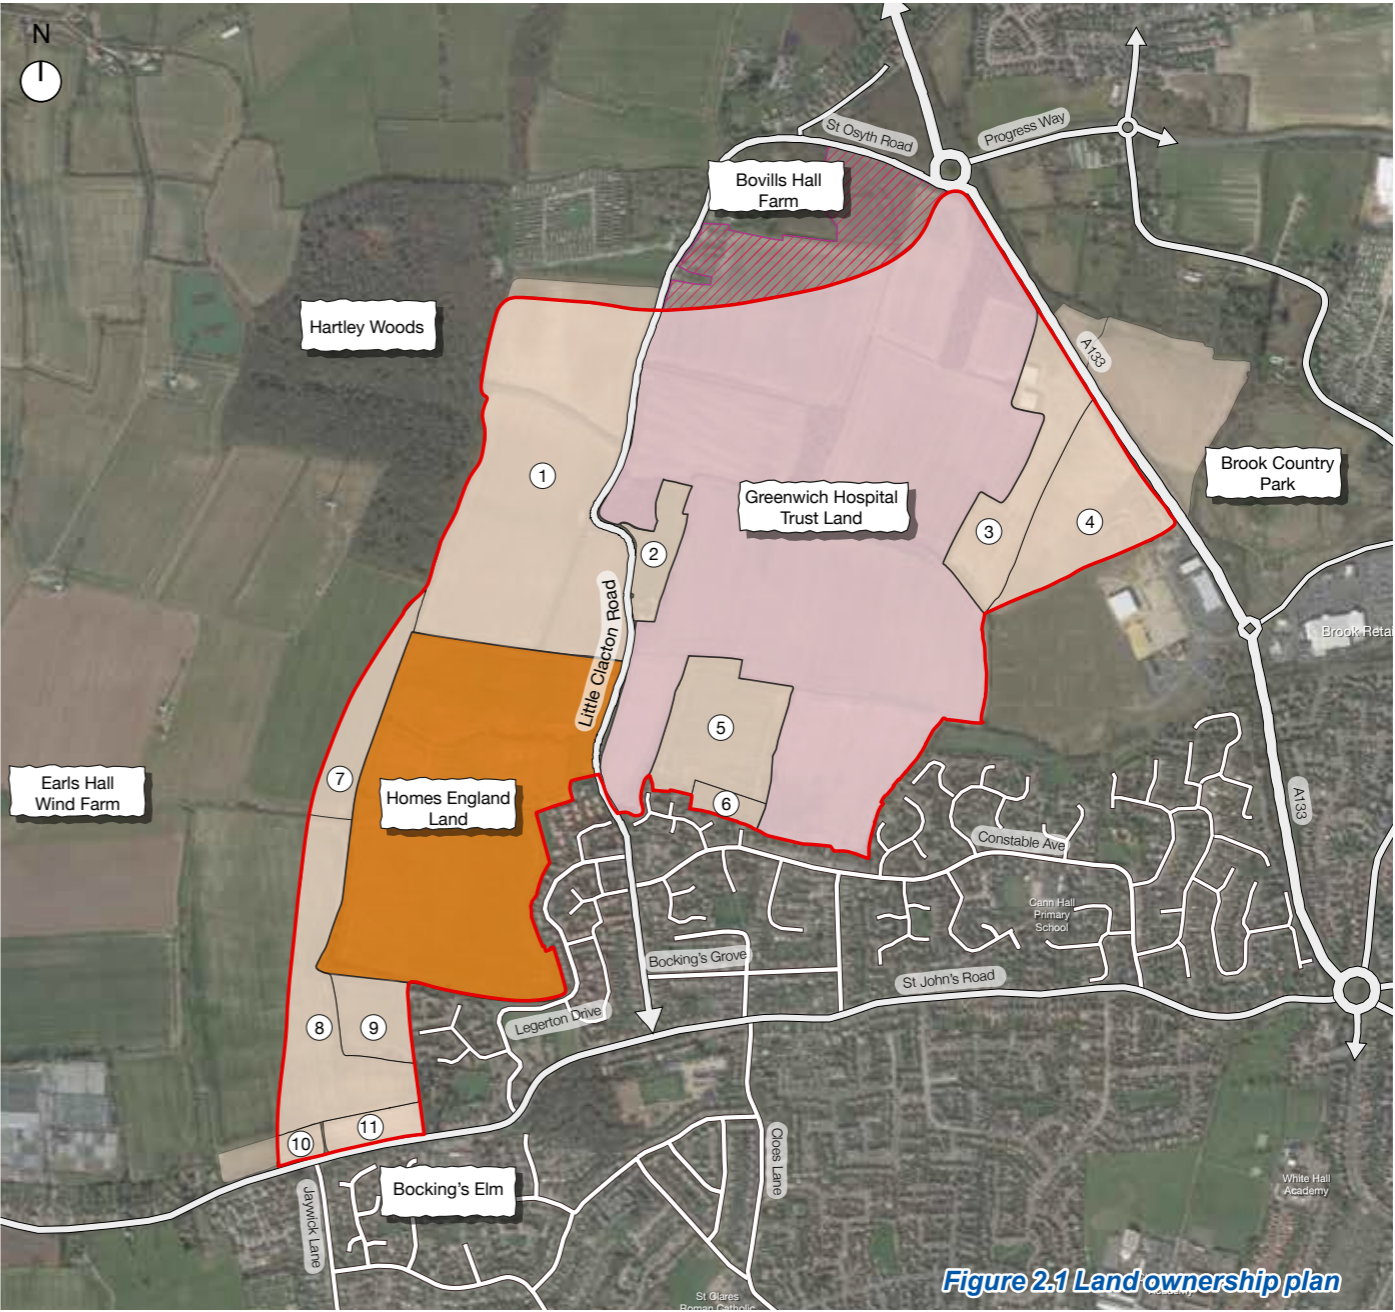 N
St Osyth Road
Progress Way
Bovills Hall
Farm
Hartley Woods
A133
Brook Country
Park
1
Greenwich Hospital
Trust Land
2
3
4
Little Clacton Road
Brook Retai
5
6
7
Earls Hall
Wind Farm
Homes England
Land
A133
Constable Ave
Cann Hall
Primary
School
Bocking's Grove
St John's Road
Legerton Drive
8
9
10
11
Cloes Lane
Jaywick Lane
Bocking's Elm
White Hall
Academy
Figure 2.1 Land ownership plan
St Clares
Roman Catholic